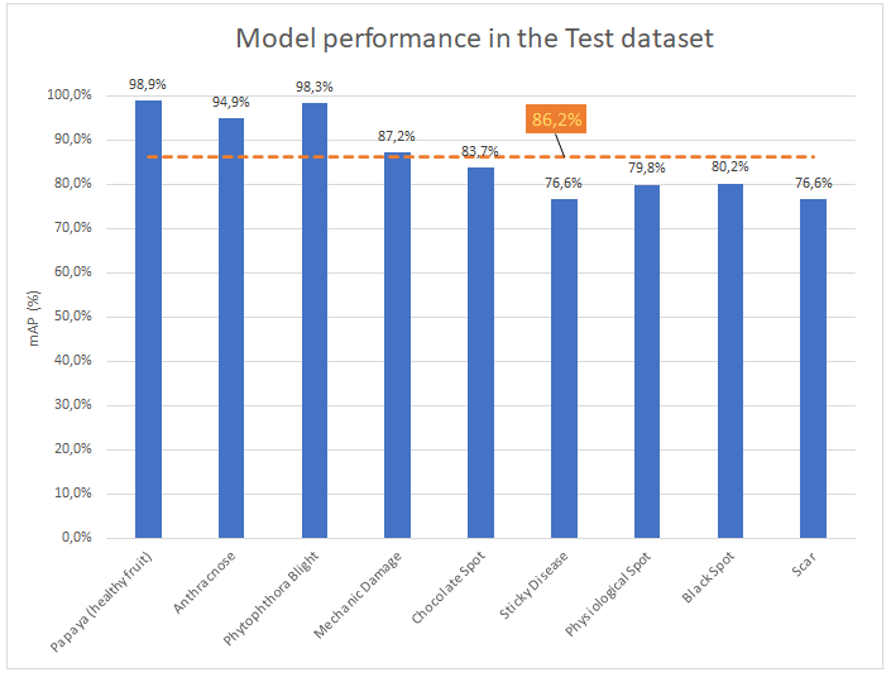 Model performance in the Test dataset
98,9%
94,9%
98,3%
87,2%
83,7%
76,6%
79,8%
80,2%
76,6%
86,2%
100,0%
90,0%
80,0%
70,0%
60,0%
50,0%
40,0%
30,0%
20,0%
10,0%
0,0%
mAP (%)
Papaya (healthy fruit)
Anthracnose
Phytophthora Blight
Mechanic Damage
Chocolate Spot
Sticky Disease
Physiological Spot
Black Spot
Scar